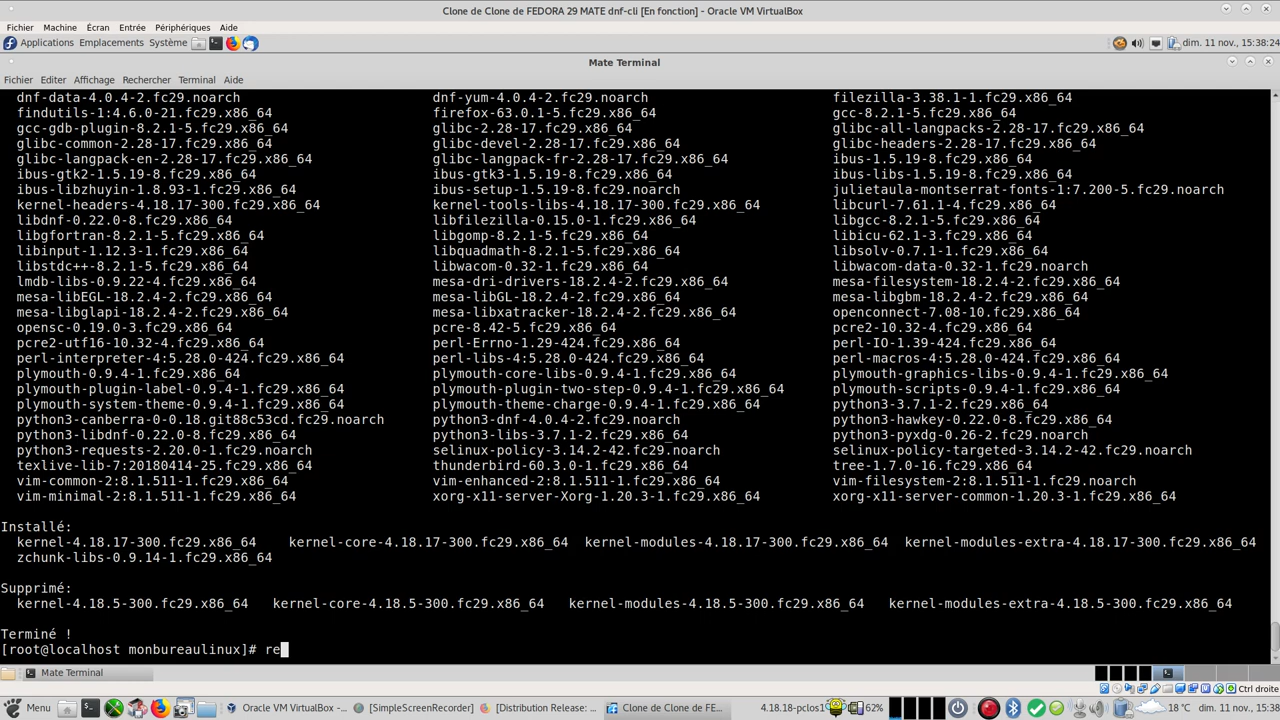 Clone de Clone de FEDORA 29 MATE dnf-cli [En fonction] - Oracle VM VirtualBox
Fichier Machine Écran Entrée Périphériques Aide
Applications Emplacements Système dim. 11 nov., 15:38:24
Mate Terminal
Fichier Editer Affichage Rechercher Terminal Aide
dnf-data-4.0.4-2.fc29.noarch dnf-yum-4.0.4-2.fc29.noarch filezilla-3.38.1-1.fc29.x86_64
findutils-1:4.6.0-21.fc29.x86_64 firefox-63.0.1-5.fc29.x86_64 gcc-8.2.1-5.fc29.x86_64
gcc-gdb-plugin-8.2.1-5.fc29.x86_64 glibc-2.28-17.fc29.x86_64 glibc-all-langpacks-2.28-17.fc29.x86_64
glibc-common-2.28-17.fc29.x86_64 glibc-devel-2.28-17.fc29.x86_64 glibc-headers-2.28-17.fc29.x86_64
glibc-langpack-en-2.28-17.fc29.x86_64 glibc-langpack-fr-2.28-17.fc29.x86_64 ibus-1.5.19-8.fc29.x86_64
ibus-gtk2-1.5.19-8.fc29.x86_64 ibus-gtk3-1.5.19-8.fc29.x86_64 ibus-libs-1.5.19-8.fc29.x86_64
ibus-libzhuyin-1.8.93-1.fc29.x86_64 ibus-setup-1.5.19-8.fc29.noarch julietaula-montserrat-fonts-1:7.200-5.fc29.noarch
kernel-headers-4.18.17-300.fc29.x86_64 kernel-tools-libs-4.18.17-300.fc29.x86_64 libcurl-7.61.1-4.fc29.x86_64
libdnf-0.22.0-8.fc29.x86_64 libfilezilla-0.15.0-1.fc29.x86_64 libgcc-8.2.1-5.fc29.x86_64
libgfortran-8.2.1-5.fc29.x86_64 libgomp-8.2.1-5.fc29.x86_64 libicu-62.1-3.fc29.x86_64
libinput-1.12.3-1.fc29.x86_64 libquadmath-8.2.1-5.fc29.x86_64 libsolv-0.7.1-1.fc29.x86_64
libstdc++-8.2.1-5.fc29.x86_64 libwacom-0.32-1.fc29.x86_64 libwacom-data-0.32-1.fc29.noarch
lmdb-libs-0.9.22-4.fc29.x86_64 mesa-dri-drivers-18.2.4-2.fc29.x86_64 mesa-filesystem-18.2.4-2.fc29.x86_64
mesa-libEGL-18.2.4-2.fc29.x86_64 mesa-libGL-18.2.4-2.fc29.x86_64 mesa-libgbm-18.2.4-2.fc29.x86_64
mesa-libglapi-18.2.4-2.fc29.x86_64 mesa-libxatracker-18.2.4-2.fc29.x86_64 openconnect-7.08-10.fc29.x86_64
opensc-0.19.0-3.fc29.x86_64 pcre-8.42-5.fc29.x86_64 pcre2-10.32-4.fc29.x86_64
pcre2-utf16-10.32-4.fc29.x86_64 perl-Errno-1.29-424.fc29.x86_64 perl-IO-1.39-424.fc29.x86_64
perl-interpreter-4:5.28.0-424.fc29.x86_64 perl-libs-4:5.28.0-424.fc29.x86_64 perl-macros-4:5.28.0-424.fc29.x86_64
plymouth-0.9.4-1.fc29.x86_64 plymouth-core-libs-0.9.4-1.fc29.x86_64 plymouth-graphics-libs-0.9.4-1.fc29.x86_64
plymouth-plugin-label-0.9.4-1.fc29.x86_64 plymouth-plugin-two-step-0.9.4-1.fc29.x86_64 plymouth-scripts-0.9.4-1.fc29.x86_64
plymouth-system-theme-0.9.4-1.fc29.x86_64 plymouth-theme-charge-0.9.4-1.fc29.x86_64 python3-3.7.1-2.fc29.x86_64
python3-canberra-0-0.18.git88c53cd.fc29.noarch python3-dnf-4.0.4-2.fc29.noarch python3-hawkey-0.22.0-8.fc29.x86_64
python3-libdnf-0.22.0-8.fc29.x86_64 python3-libs-3.7.1-2.fc29.x86_64 python3-pyxdg-0.26-2.fc29.noarch
python3-requests-2.20.0-1.fc29.noarch selinux-policy-3.14.2-42.fc29.noarch selinux-policy-targeted-3.14.2-42.fc29.noarch
texlive-lib-7:20180414-25.fc29.x86_64 thunderbird-60.3.0-1.fc29.x86_64 tree-1.7.0-16.fc29.x86_64
vim-common-2:8.1.511-1.fc29.x86_64 vim-enhanced-2:8.1.511-1.fc29.x86_64 vim-filesystem-2:8.1.511-1.fc29.noarch
vim-minimal-2:8.1.511-1.fc29.x86_64 xorg-x11-server-Xorg-1.20.3-1.fc29.x86_64 xorg-x11-server-common-1.20.3-1.fc29.x86_64
Installé:
kernel-4.18.17-300.fc29.x86_64 kernel-core-4.18.17-300.fc29.x86_64 kernel-modules-4.18.17-300.fc29.x86_64 kernel-modules-extra-4.18.17-300.fc29.x86_64
zchunk-libs-0.9.14-1.fc29.x86_64
Supprimé:
kernel-4.18.5-300.fc29.x86_64 kernel-core-4.18.5-300.fc29.x86_64 kernel-modules-4.18.5-300.fc29.x86_64 kernel-modules-extra-4.18.5-300.fc29.x86_64
Terminé !
[root@localhost monbureaulinux]# re
Mate Terminal
Ctrl droite
Menu Oracle VM VirtualBox -... [SimpleScreenRecorder] [Distribution Release: ... Clone de Clone de FE... 4.18.18-pclos1 62% 18 °C dim. 11 nov., 15:38